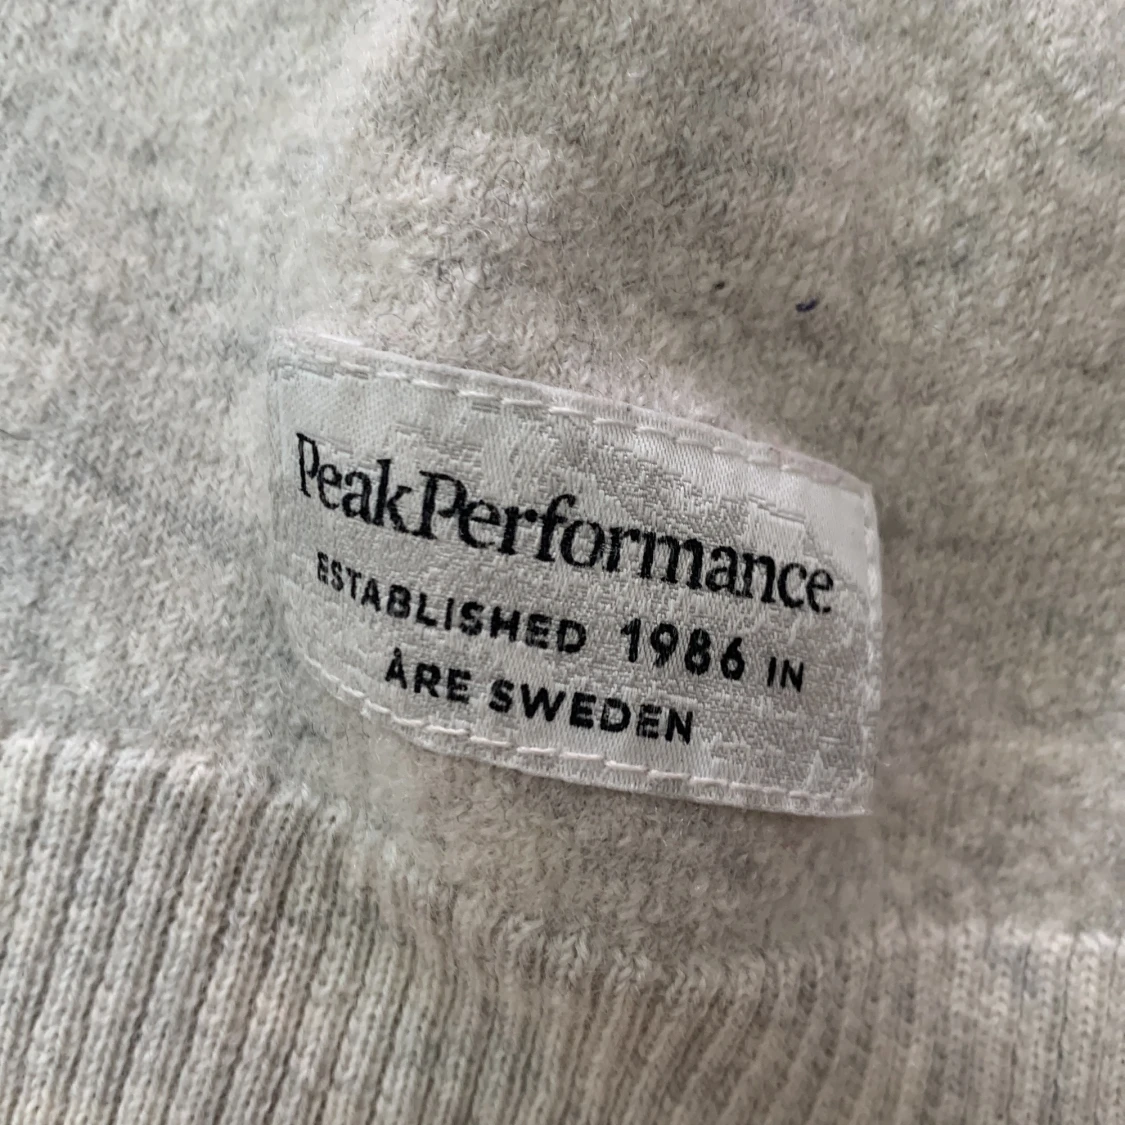 PeakPerformance
ESTABLISHED 1986 IN
ÅRE SWEDEN